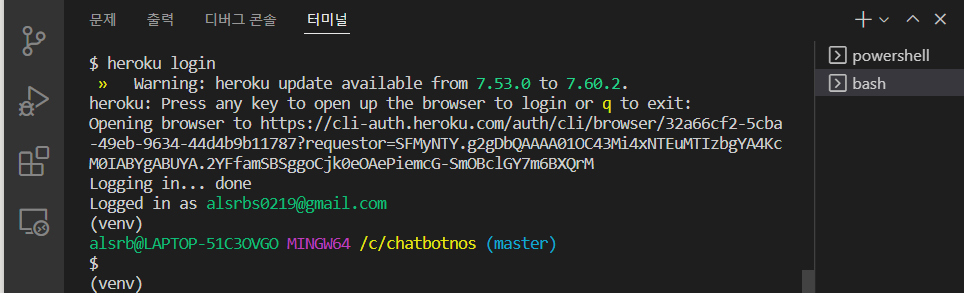 문제 출력 디버그 콘솔 터미널
powershell
bash
$ heroku login
» Warning: heroku update available from 7.53.0 to 7.60.2.
heroku: Press any key to open up the browser to login or q to exit:
Opening browser to https://cli-auth.heroku.com/auth/cli/browser/32a66cf2-5cba
-49eb-9634-44d4b9b11787?requestor=SFMyNTY.g2gDbQAAAA01OC43Mi4xNTEuMTIzbgYA4Kc
M0IABYgABUYA.2YFfamSBSggoCjk0eOAePiemcG-SmOBClGY7m6BXQrM
Logging in... done
Logged in as alsrbs0219@gmail.com
(venv)
alsrb@LAPTOP-51C3OVGO MINGW64 /c/chatbotnos (master)
$
(venv)